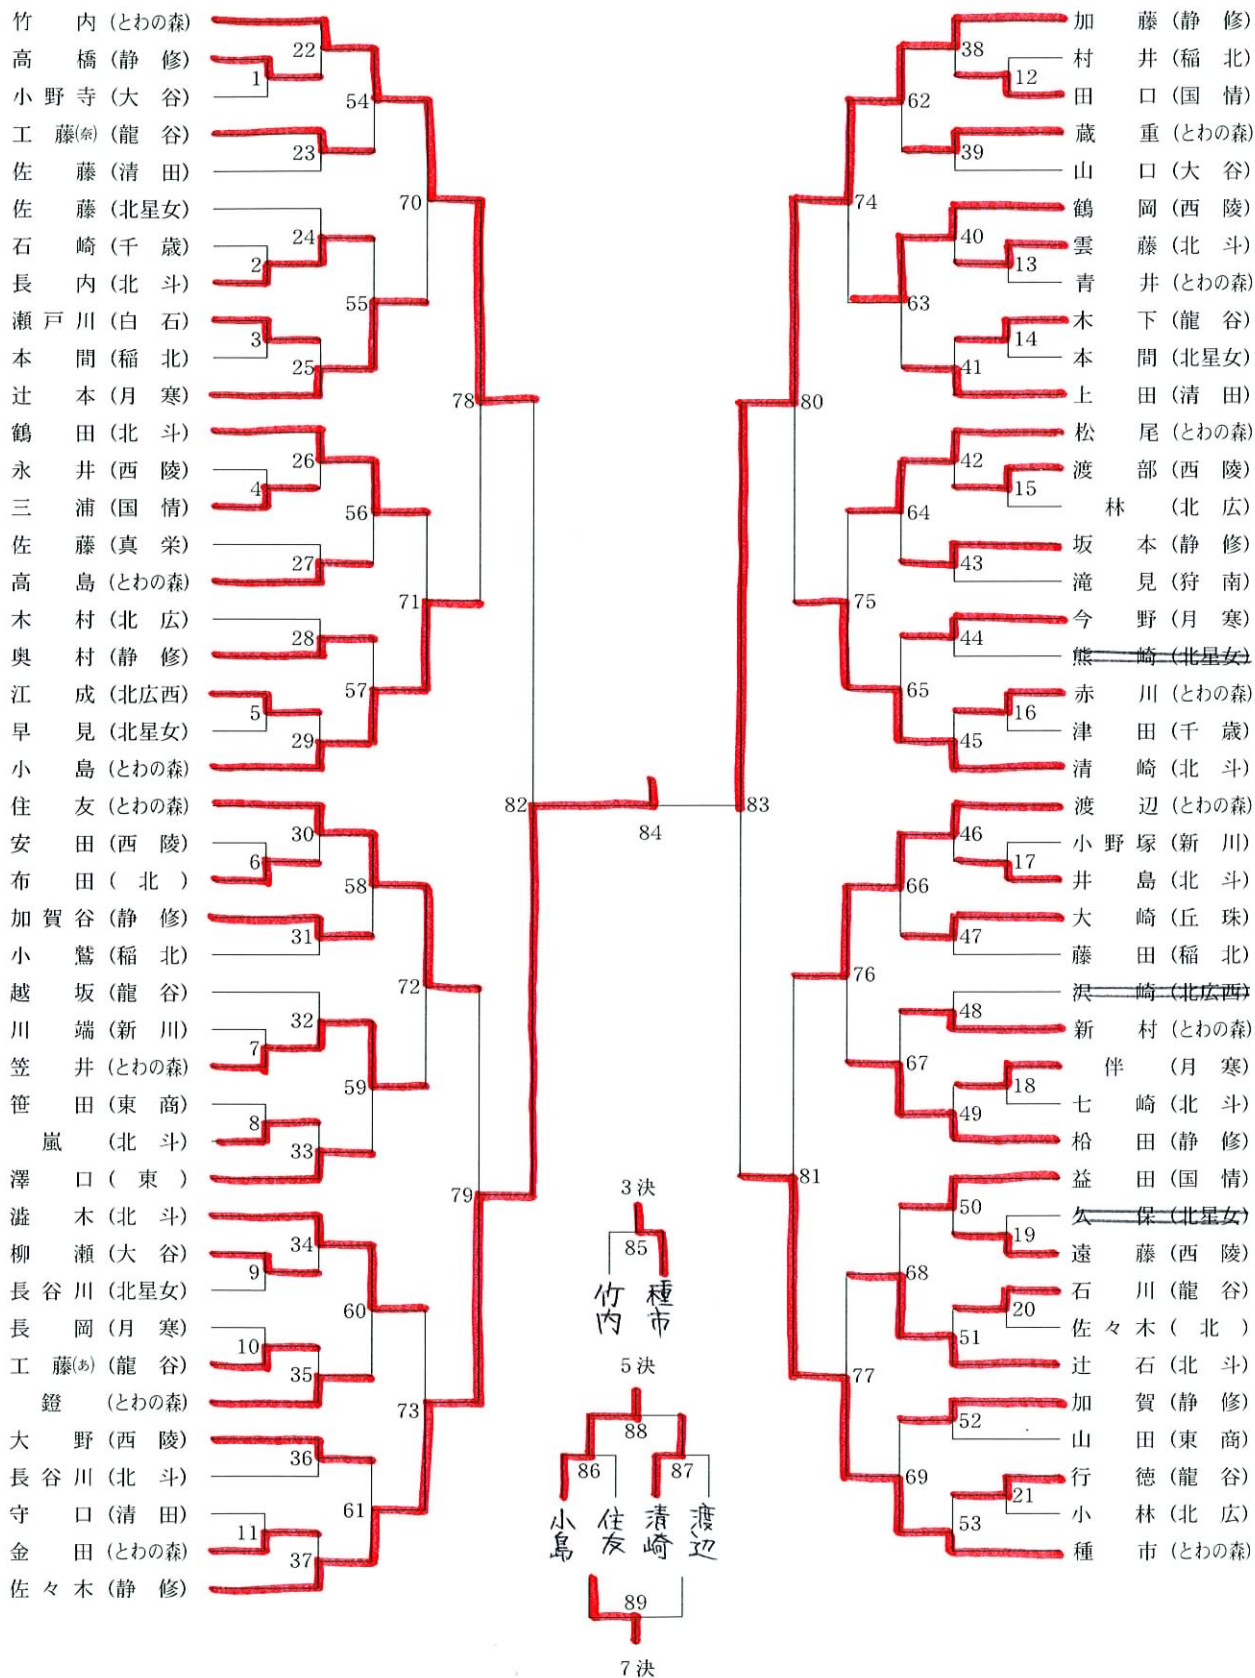 竹内 (とわの森)
高橋 (静修)
小野寺 (大谷)
工藤(奈) (龍谷)
佐藤 (清田)
佐藤 (北星女)
石崎 (千歳)
長内 (北斗)
瀬戸川 (白石)
本間 (稲北)
辻本 (月寒)
鶴田 (北斗)
永井 (西陵)
三浦 (国情)
佐藤 (真栄)
高島 (とわの森)
木村 (北広)
奥村 (静修)
江成 (北広西)
早見 (北星女)
小島 (とわの森)
住友 (とわの森)
安田 (西陵)
布田 (北)
加賀谷 (静修)
小鷲 (稲北)
越坂 (龍谷)
川端 (新川)
笠井 (とわの森)
笹田 (東商)
嵐 (北斗)
澤口 (東)
澁木 (北斗)
柳瀬 (大谷)
長谷川 (北星女)
長岡 (月寒)
工藤(あ) (龍谷)
鐙 (とわの森)
大野 (西陵)
長谷川 (北斗)
守口 (清田)
金田 (とわの森)
佐々木 (静修)
1
2
3
4
5
6
7
8
9
10
11
22
23
24
25
26
27
28
29
30
31
32
33
34
35
36
37
54
55
56
57
58
59
60
61
70
71
72
73
78
79
82
84
83
80
81
74
75
76
77
62
63
64
65
66
67
68
69
38
39
40
41
42
43
44
45
46
47
48
49
50
51
52
53
12
13
14
15
16
17
18
19
20
21
加藤 (静修)
村井 (稲北)
田口 (国情)
蔵重 (とわの森)
山口 (大谷)
鶴岡 (西陵)
雲藤 (北斗)
青井 (とわの森)
木下 (龍谷)
本間 (北星女)
上田 (清田)
松尾 (とわの森)
渡部 (西陵)
林 (北広)
坂本 (静修)
滝見 (狩南)
今野 (月寒)
熊崎 (北星女)
赤川 (とわの森)
津田 (千歳)
清崎 (北斗)
渡辺 (とわの森)
小野塚 (新川)
井島 (北斗)
大崎 (丘珠)
藤田 (稲北)
沢崎 (北広西)
新村 (とわの森)
伴 (月寒)
七崎 (北斗)
柗田 (静修)
益田 (国情)
久保 (北星女)
遠藤 (西陵)
石川 (龍谷)
佐々木 (北)
辻石 (北斗)
加賀 (静修)
山田 (東商)
行徳 (龍谷)
小林 (北広)
種市 (とわの森)
3決
85
竹内
種市
5決
88
86
87
小島
住友
清崎
渡辺
89
7決